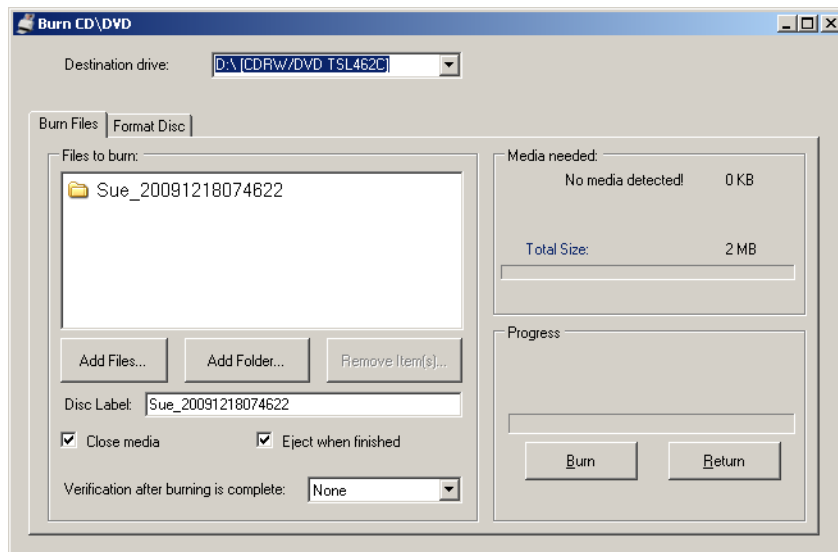 Burn CD\DVD
Destination drive: D:\ [CDRW/DVD TSL462C]
Burn Files Format Disc
Files to burn:
Sue_20091218074622
Add Files... Add Folder... Remove Item(s)...
Disc Label: Sue_20091218074622
Close media Eject when finished
Verification after burning is complete: None
Media needed:
No media detected! 0 KB
Total Size: 2 MB
Progress
Burn Return